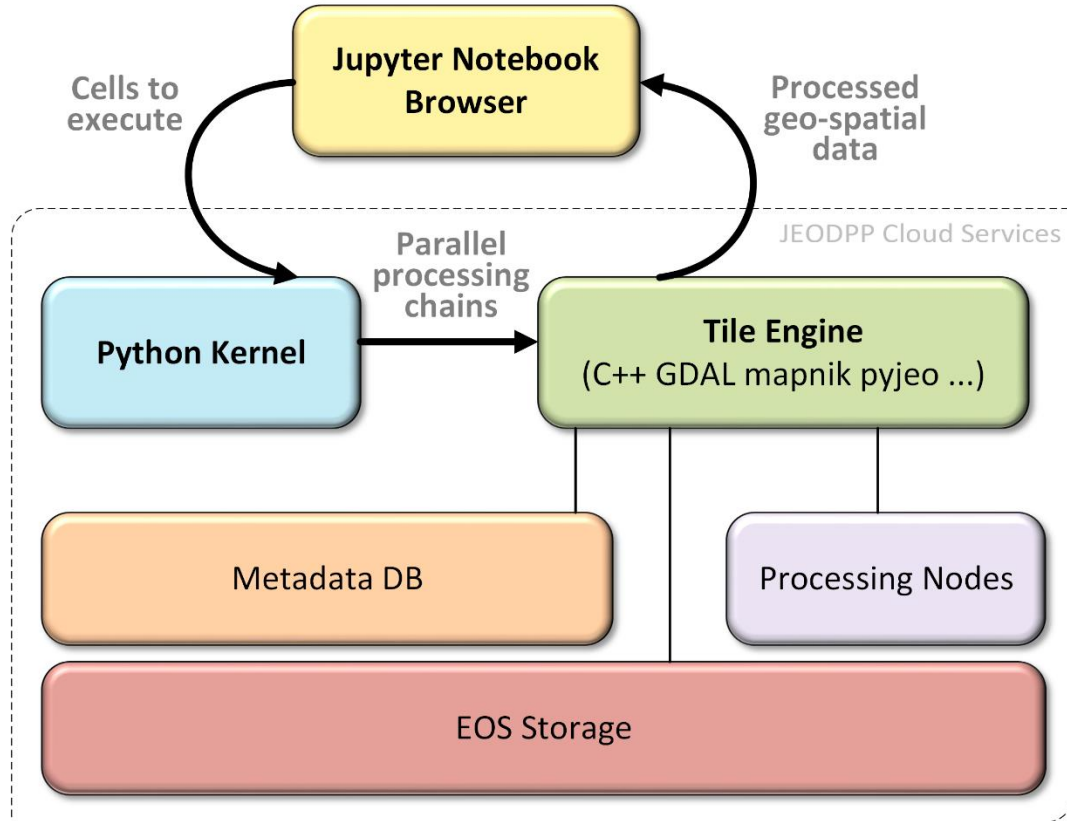 Jupyter Notebook
Browser
Cells to
execute
Processed
geo-spatial
data
JEODPP Cloud Services
Parallel
processing
chains
Python Kernel
Tile Engine
(C++ GDAL mapnik pyjeo ...)
Metadata DB
Processing Nodes
EOS Storage